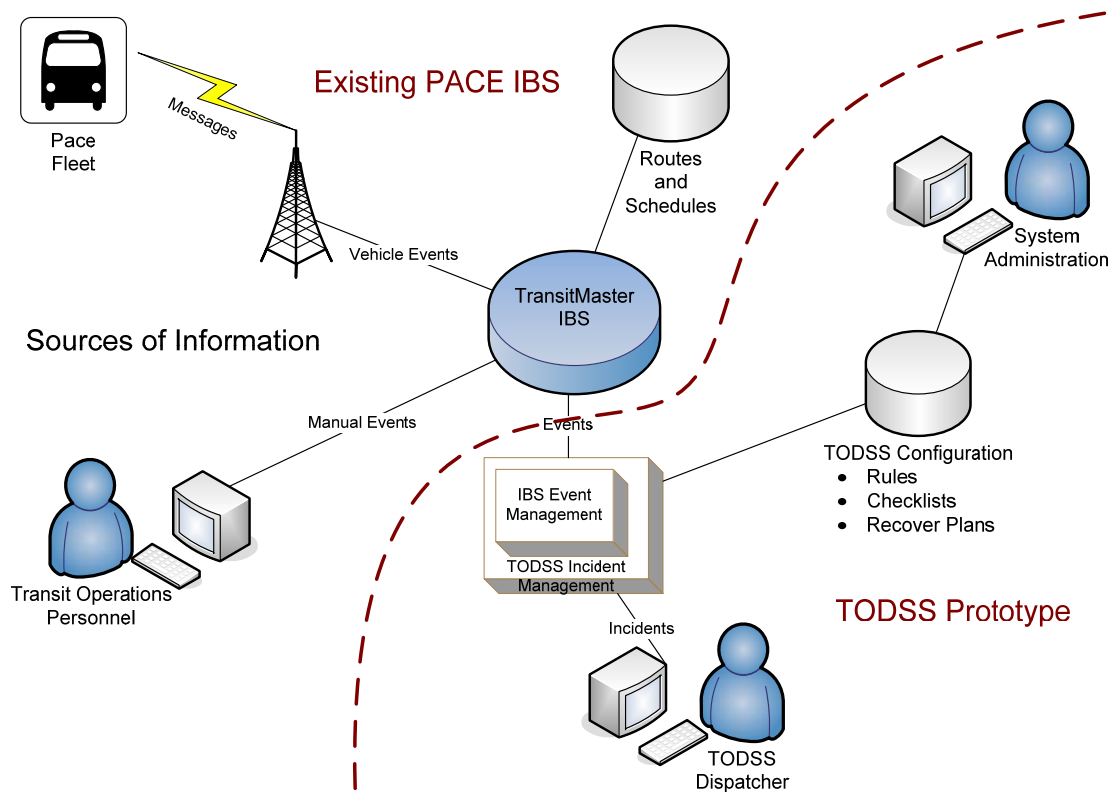 Existing PACE IBS
Messages
Pace
Fleet
Routes
and
Schedules
System
Administration
Vehicle Events
TransitMaster
IBS
Sources of Information
Manual Events
Events
TODSS Configuration
• Rules
• Checklists
• Recover Plans
IBS Event
Management
TODSS Incident
Management
Transit Operations
Personnel
TODSS Prototype
Incidents
TODSS
Dispatcher